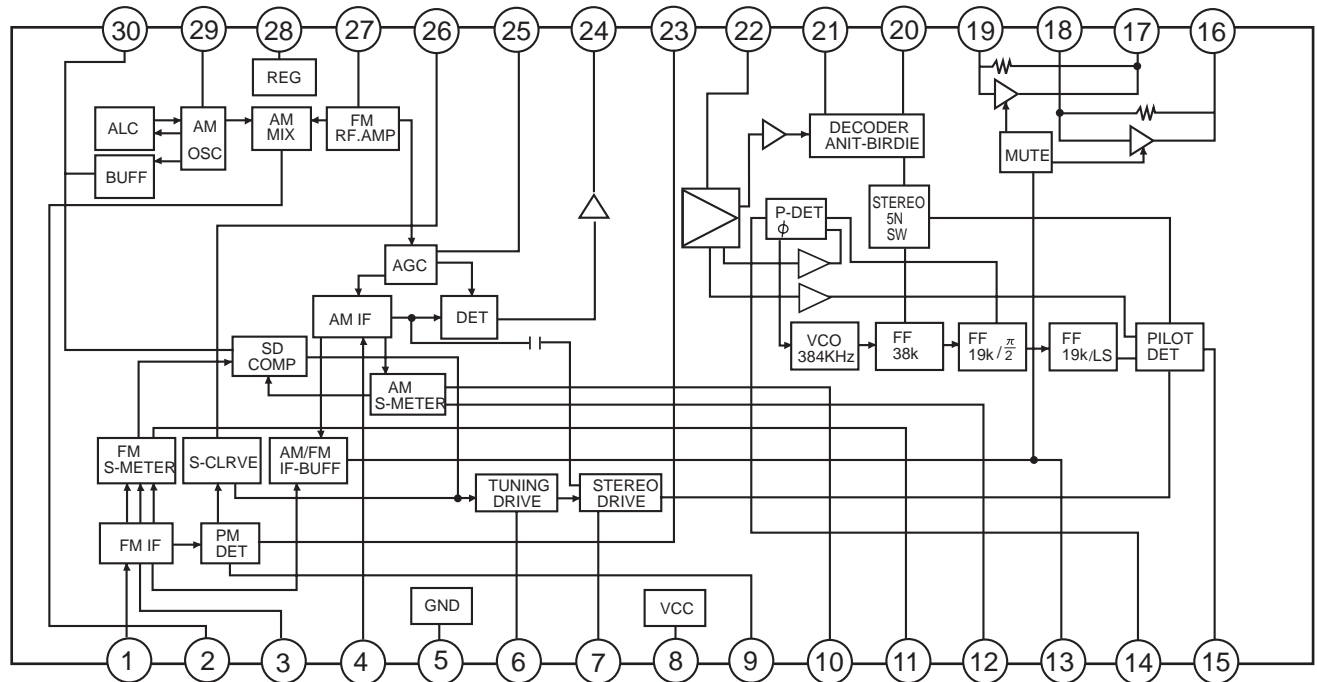 30 29 28 27 26 25 24 23 22 21 20 19 18 17 16
REG
ALC
AM
OSC
AM
MIX
FM
RF.AMP
BUFF
DECODER
ANIT-BIRDIE
MUTE
P-DET
ϕ
STEREO
5N
SW
AGC
AM IF
DET
SD
COMP
AM
S-METER
VCO
384KHz
FF
38k
FF
19k/π/2
FF
19k/LS
PILOT
DET
FM
S-METER
S-CLRVE
AM/FM
IF-BUFF
TUNING
DRIVE
STEREO
DRIVE
FM IF
PM
DET
GND
VCC
1 2 3 4 5 6 7 8 9 10 11 12 13 14 15